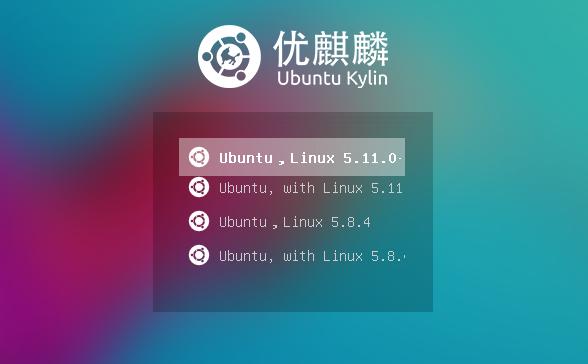 优麒麟
Ubuntu Kylin
Ubuntu，Linux 5.11.0-
Ubuntu, with Linux 5.11
Ubuntu，Linux 5.8.4
Ubuntu, with Linux 5.8.